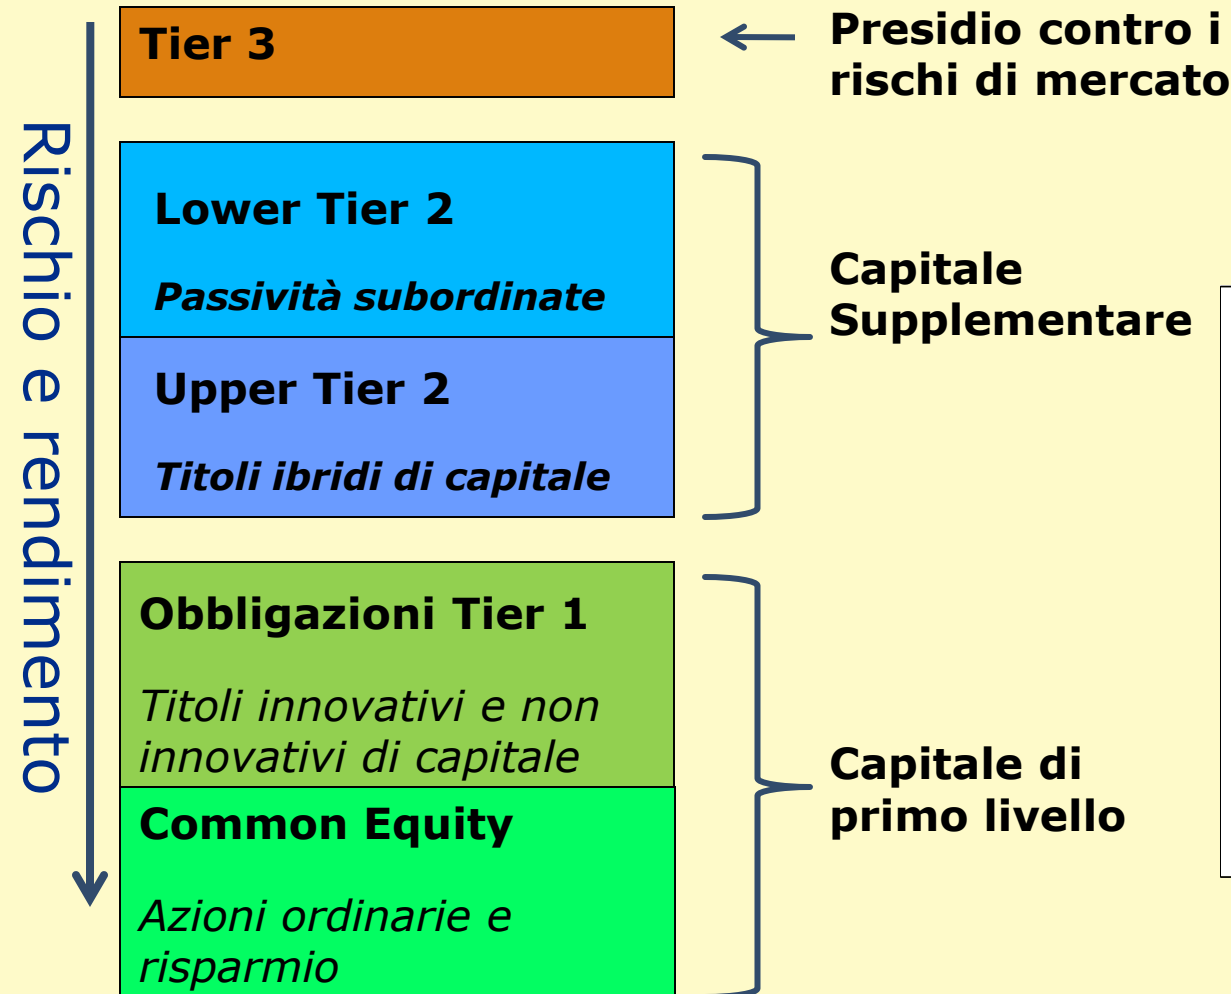 Rischio e rendimento
Tier 3
Presidio contro i
rischi di mercato
Lower Tier 2
Passività subordinate
Upper Tier 2
Titoli ibridi di capitale
Capitale
Supplementare
Obbligazioni Tier 1
Titoli innovativi e non
innovativi di capitale
Common Equity
Azioni ordinarie e
risparmio
Capitale di
primo livello